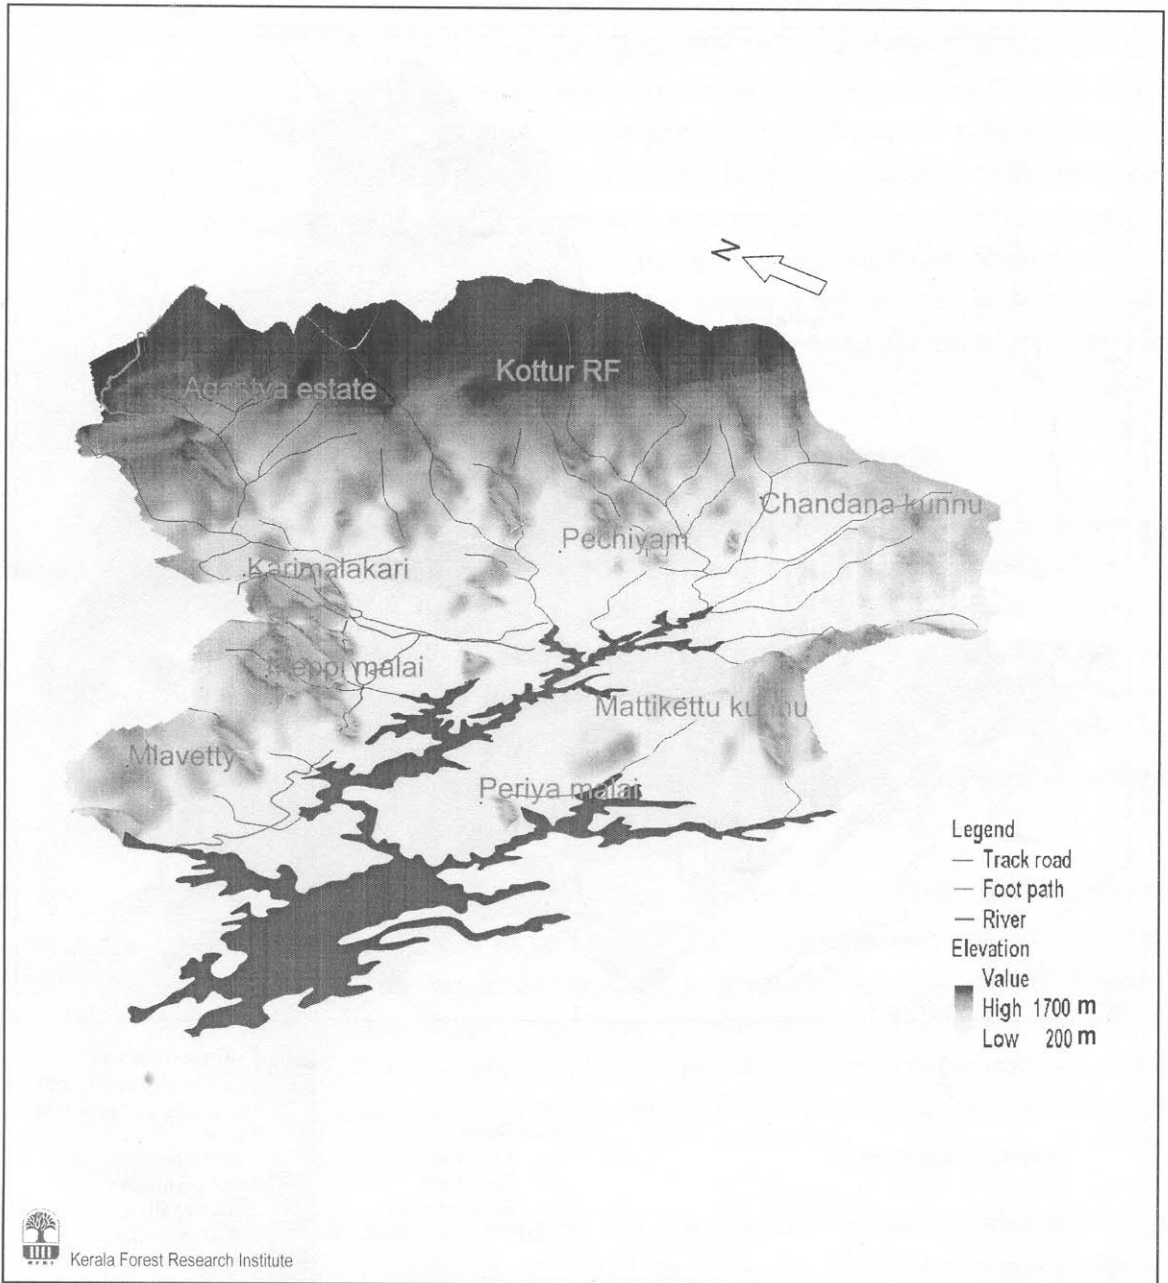 N
Kottur RF
Agastya estate
Chandana kunnu
Pechiyam
Karimalakari
malai
Mattikettu kunnu
Mlavetty
Periya malai
Legend
Track road
Foot path
River
Elevation
Value
High 1700 m
Low 200 m
KFRI
Kerala Forest Research Institute